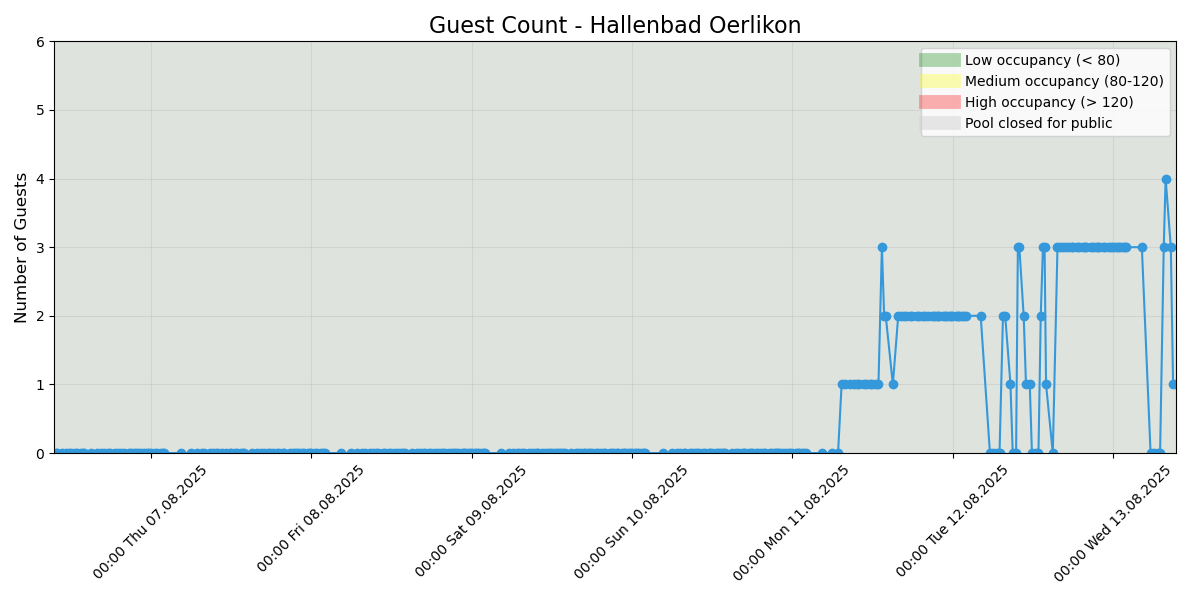 Guest Count - Hallenbad Oerlikon
Number of Guests
6
5
4
3
2
1
0
Low occupancy (< 80)
Medium occupancy (80-120)
High occupancy (> 120)
Pool closed for public
00:00 Thu 07.08.2025
00:00 Fri 08.08.2025
00:00 Sat 09.08.2025
00:00 Sun 10.08.2025
00:00 Mon 11.08.2025
00:00 Tue 12.08.2025
00:00 Wed 13.08.2025